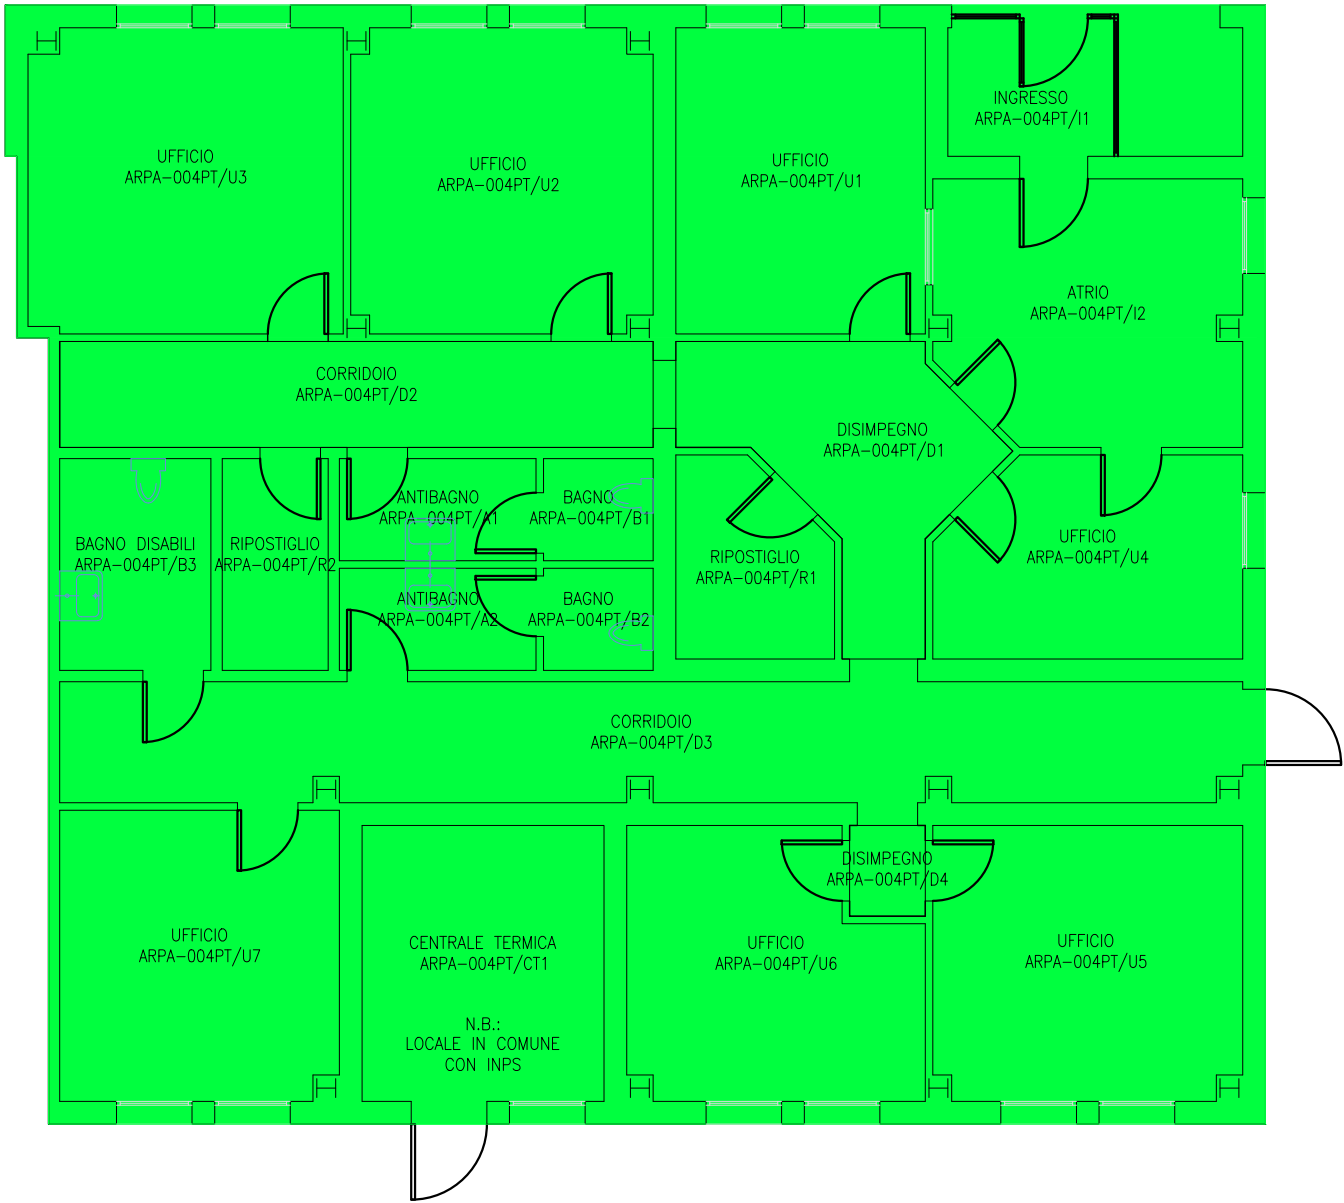 INGRESSO
ARPA-004PT/I1
UFFICIO
ARPA-004PT/U3
UFFICIO
ARPA-004PT/U2
UFFICIO
ARPA-004PT/U1
ATRIO
ARPA-004PT/I2
CORRIDOIO
ARPA-004PT/D2
DISIMPEGNO
ARPA-004PT/D1
ANTIBAGNO
ARPA-004PT/A1
BAGNO
ARPA-004PT/B1
BAGNO DISABILI
ARPA-004PT/B3
RIPOSTIGLIO
ARPA-004PT/R2
RIPOSTIGLIO
ARPA-004PT/R1
UFFICIO
ARPA-004PT/U4
ANTIBAGNO
ARPA-004PT/A2
BAGNO
ARPA-004PT/B2
CORRIDOIO
ARPA-004PT/D3
DISIMPEGNO
ARPA-004PT/D4
UFFICIO
ARPA-004PT/U7
CENTRALE TERMICA
ARPA-004PT/CT1
N.B.:
LOCALE IN COMUNE
CON INPS
UFFICIO
ARPA-004PT/U6
UFFICIO
ARPA-004PT/U5